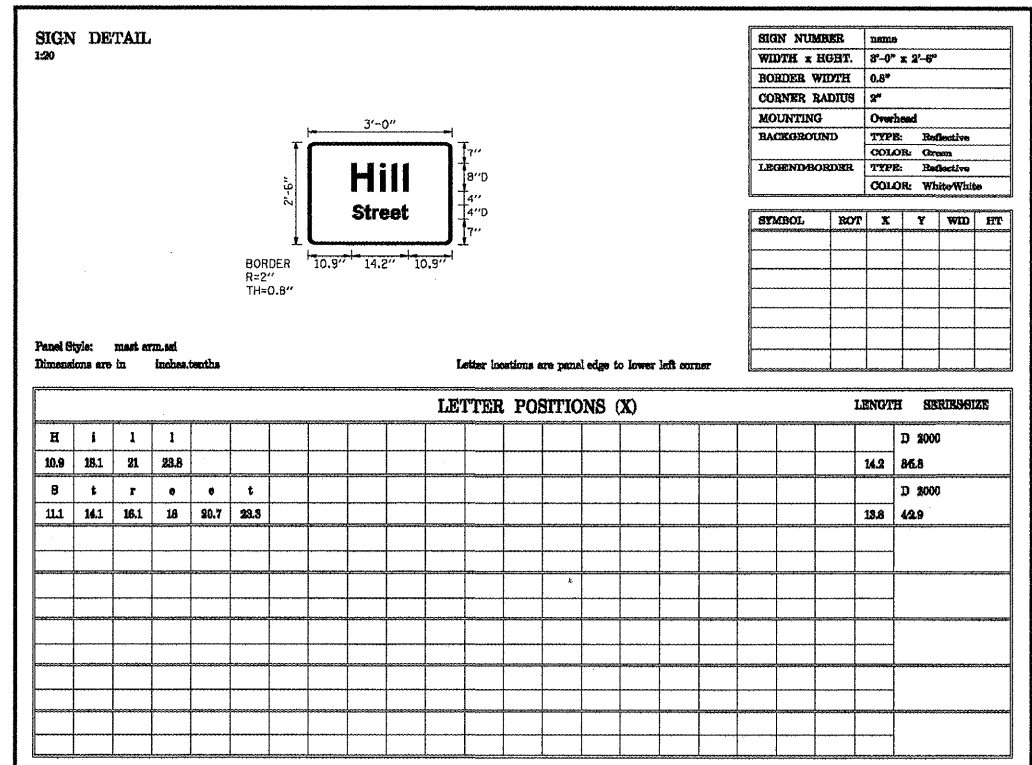 SIGN DETAIL
1:20
SIGN NUMBER name
WIDTH x HGHT. 3'-0" x 2'-6"
BORDER WIDTH 0.8"
CORNER RADIUS 2"
MOUNTING Overhead
BACKGROUND TYPE: Reflective
COLOR: Green
LEGEND/BORDER TYPE: Reflective
COLOR: White/White
3'-0"
2'-6"
Hill
Street
7"
8"D
4"
4"D
7"
10.9" 14.2" 10.9"
BORDER
R=2"
TH=0.8"
SYMBOL ROT X Y WID HT
Panel Style: mast arm.ssi
Dimensions are in inches.tenths
Letter locations are panel edge to lower left corner
LETTER POSITIONS (X) LENGTH SERIES/SIZE
H i l l D 2000
10.9 18.1 21 23.8 14.2 8/5.8
S t r e e t D 2000
11.1 14.1 16.1 18 20.7 23.3 13.8 4/2.9